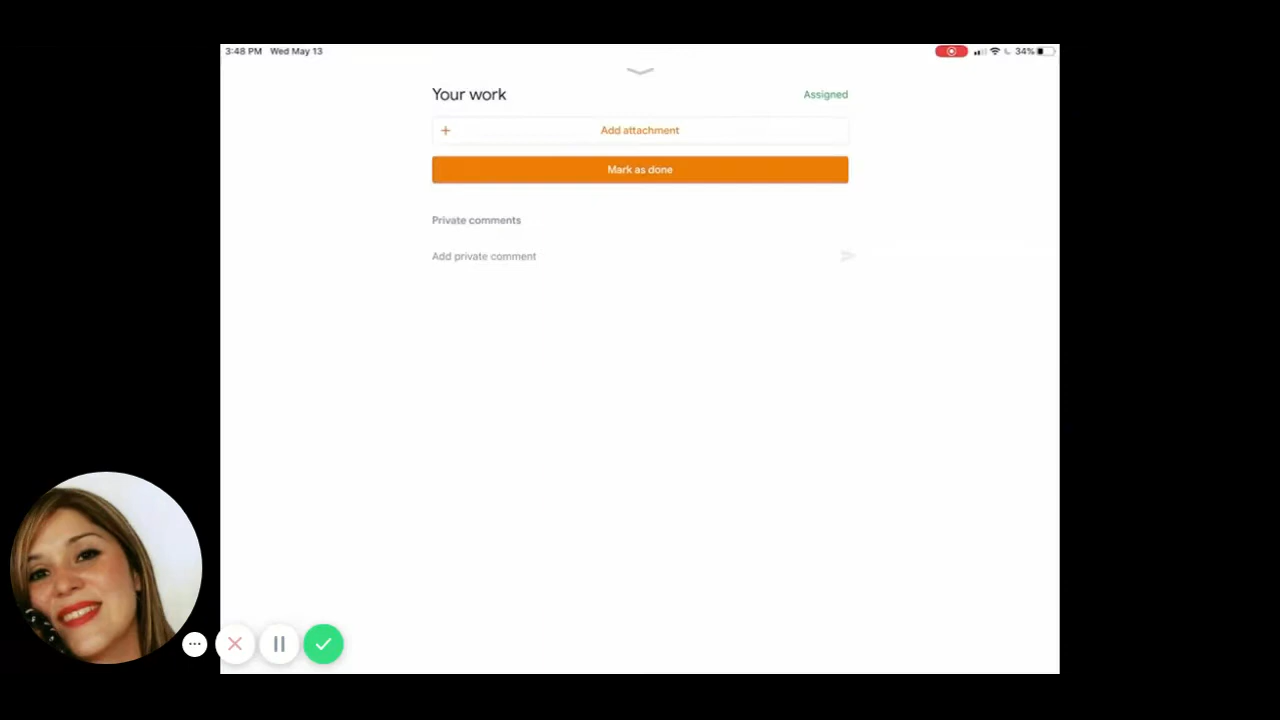 3:48 PM Wed May 13
34%
Your work
Assigned
+ Add attachment
Mark as done
Private comments
Add private comment